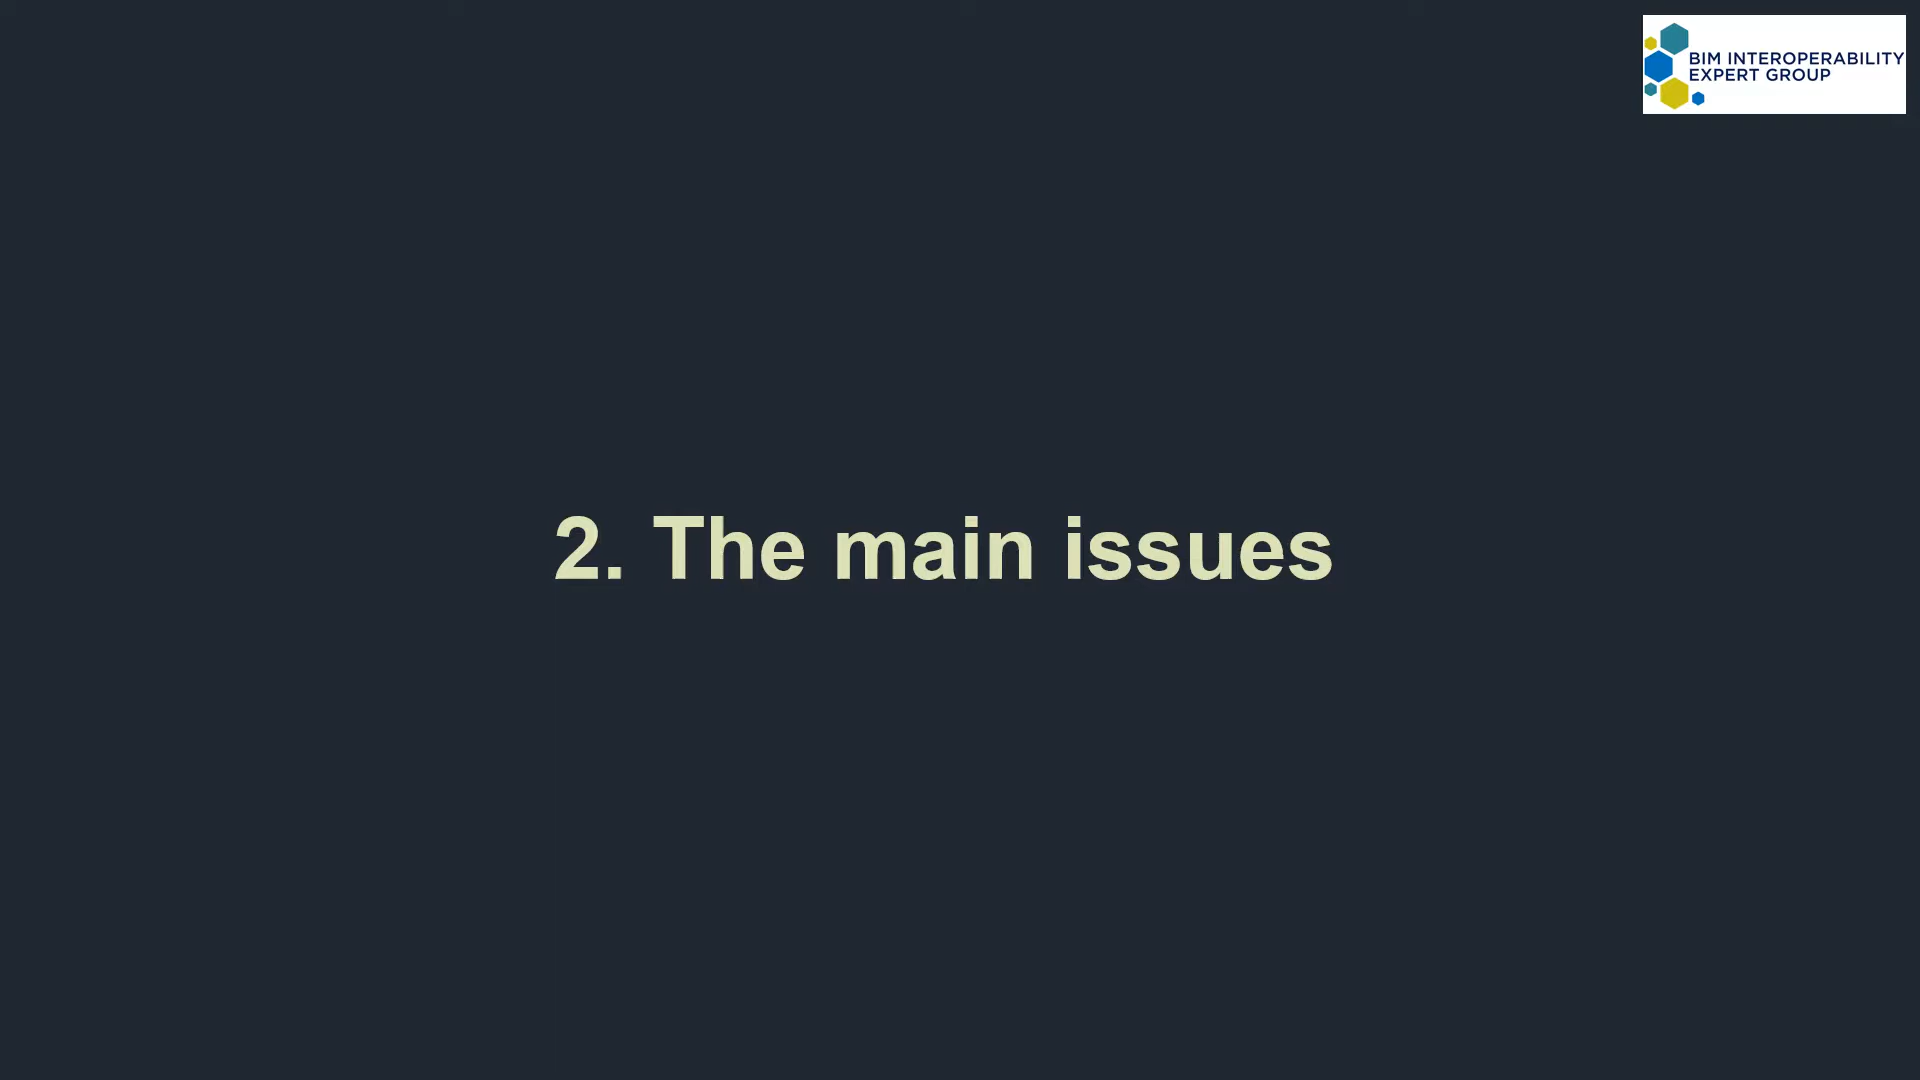 BIM INTEROPERABILITY
EXPERT GROUP
2. The main issues